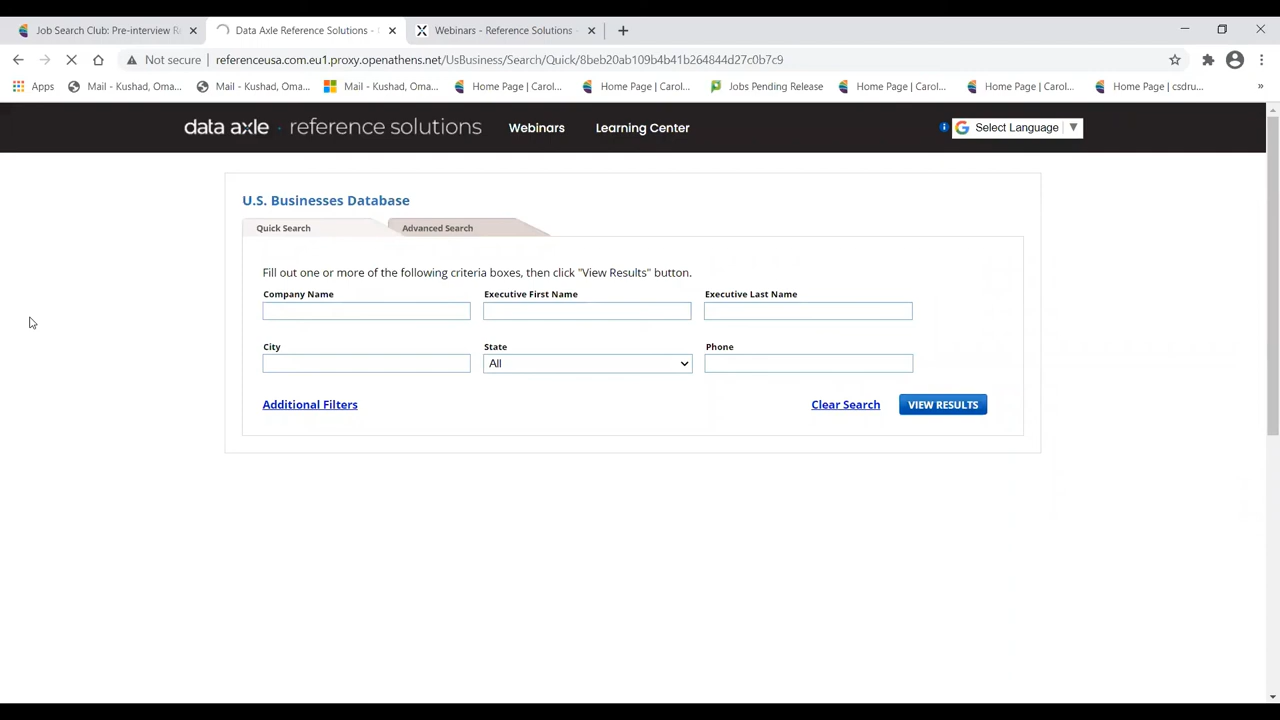 Job Search Club: Pre-interview R
Data Axle Reference Solutions -
Webinars - Reference Solutions -
Not secure
referenceusa.com.eu1.proxy.openathens.net/UsBusiness/Search/Quick/8beb20ab109b4b41b264844d27c0b7c9
Apps
Mail - Kushad, Oma...
Mail - Kushad, Oma...
Mail - Kushad, Oma...
Home Page | Carol...
Home Page | Carol...
Jobs Pending Release
Home Page | Carol...
Home Page | Carol...
Home Page | csdru...
»
data axle · reference solutions
Webinars
Learning Center
Select Language ▼
U.S. Businesses Database
Quick Search
Advanced Search
Fill out one or more of the following criteria boxes, then click "View Results" button.
Company Name
Executive First Name
Executive Last Name
City
State
Phone
All
Additional Filters
Clear Search
VIEW RESULTS